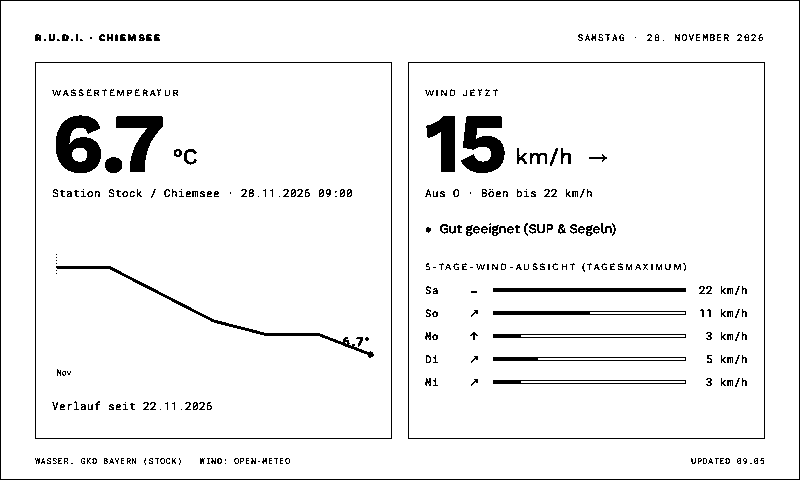 R.U.D.I. · CHIEMSEE
SAMSTAG · 28. NOVEMBER 2026
WASSERTEMPERATUR
6.7 °C
Station Stock / Chiemsee · 28.11.2026 09:00
6.7°
Nov
Verlauf seit 22.11.2026
WIND JETZT
15 km/h →
Aus O · Böen bis 22 km/h
• Gut geeignet (SUP & Segeln)
5-TAGE-WIND-AUSSICHT (TAGESMAXIMUM)
Sa – 22 km/h
So ↗ 11 km/h
Mo ↑ 3 km/h
Di ↗ 5 km/h
Mi ↗ 3 km/h
WASSER: GKD BAYERN (STOCK) WIND: OPEN-METEO
UPDATED 09:05